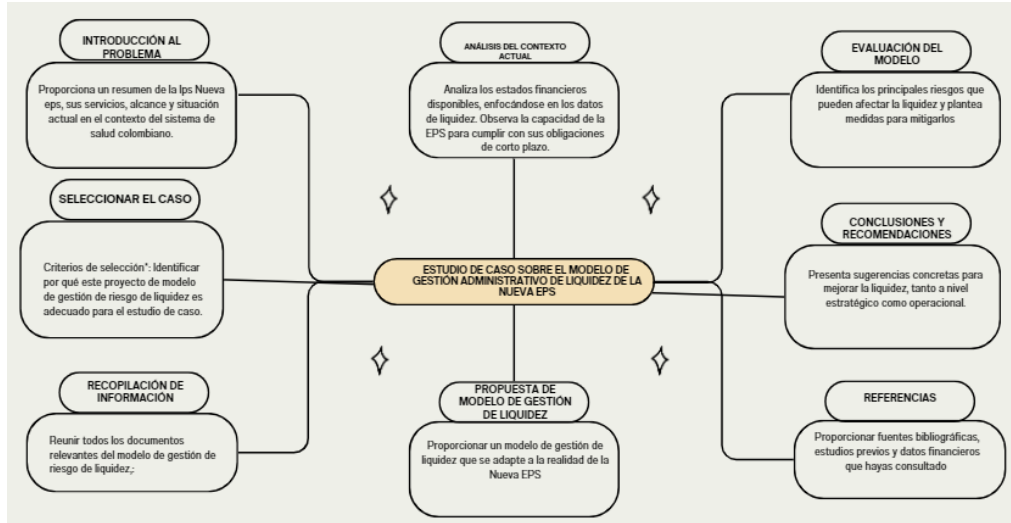 INTRODUCCIÓN AL
PROBLEMA
Proporciona un resumen de la Ips Nueva
eps, sus servicios, alcance y situación
actual en el contexto del sistema de
salud colombiano.
SELECCIONAR EL CASO
Criterios de selección*: Identificar
por qué este proyecto de modelo
de gestión de riesgo de liquidez es
adecuado para el estudio de caso.
RECOPILACIÓN DE
INFORMACIÓN
Reunir todos los documentos
relevantes del modelo de gestión de
riesgo de liquidez,:
ANÁLISIS DEL CONTEXTO
ACTUAL
Analiza los estados financieros
disponibles, enfocándose en los datos
de liquidez. Observa la capacidad de la
EPS para cumplir con sus obligaciones
de corto plazo.
ESTUDIO DE CASO SOBRE EL MODELO DE
GESTIÓN ADMINISTRATIVO DE LIQUIDEZ DE LA
NUEVA EPS
PROPUESTA DE
MODELO DE GESTIÓN
DE LIQUIDEZ
Proporcionar un modelo de gestión de
liquidez que se adapte a la realidad de la
Nueva EPS
EVALUACIÓN DEL
MODELO
Identifica los principales riesgos que
pueden afectar la liquidez y plantea
medidas para mitigarlos
CONCLUSIONES Y
RECOMENDACIONES
Presenta sugerencias concretas para
mejorar la liquidez, tanto a nivel
estratégico como operacional.
REFERENCIAS
Proporcionar fuentes bibliográficas,
estudios previos y datos financieros
que hayas consultado